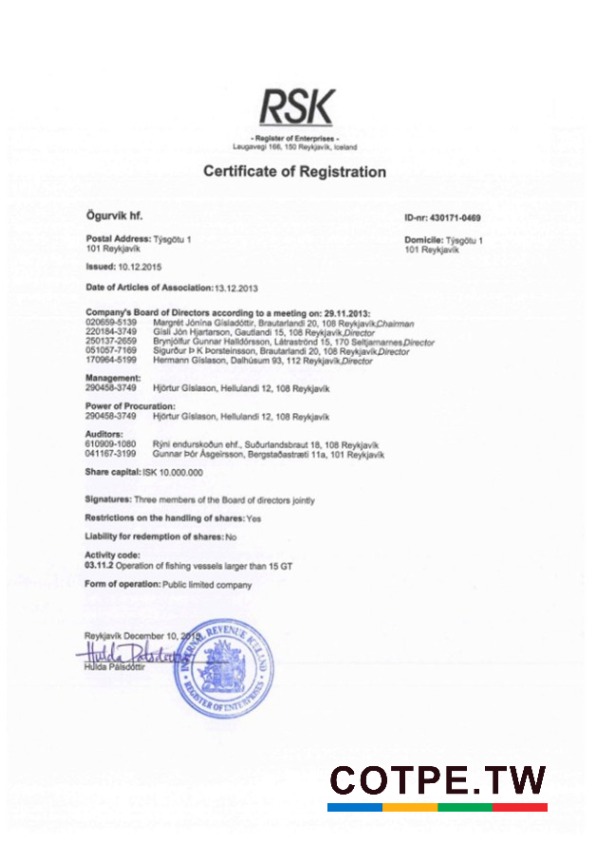 RSK
- Register of Enterprises -
Laugavegi 166, 150 Reykjavík, Iceland
Certificate of Registration
Ögurvík hf.
ID-nr: 430171-0469
Postal Address: Týsgötu 1
101 Reykjavík
Domicile: Týsgötu 1
101 Reykjavík
Issued: 10.12.2015
Date of Articles of Association: 13.12.2013
Company's Board of Directors according to a meeting on: 29.11.2013:
020659-5139 Margrét Jónína Gísladóttir, Brautarlandi 20, 108 Reykjavík,Chairman
220184-3749 Gísli Jón Hjartarson, Gautlandi 15, 108 Reykjavík,Director
250137-2659 Brynjólfur Gunnar Halldórsson, Látraströnd 15, 170 Seltjarnarnes,Director
051057-7169 Sigurður Þ K Þorsteinsson, Brautarlandi 20, 108 Reykjavík,Director
170964-5199 Hermann Gíslason, Dalhúsum 93, 112 Reykjavík,Director
Management:
290458-3749 Hjörtur Gíslason, Hellulandi 12, 108 Reykjavík
Power of Procuration:
290458-3749 Hjörtur Gíslason, Hellulandi 12, 108 Reykjavík
Auditors:
610909-1080 Rýni endurskoðun ehf., Suðurlandsbraut 18, 108 Reykjavík
041167-3199 Gunnar Þór Ásgeirsson, Bergstaðastræti 11a, 101 Reykjavík
Share capital: ISK 10.000.000
Signatures: Three members of the Board of directors jointly
Restrictions on the handling of shares: Yes
Liability for redemption of shares: No
Activity code:
03.11.2 Operation of fishing vessels larger than 15 GT
Form of operation: Public limited company
Reykjavík December 10, 2015
Hulda Pálsdóttir
Hulda Pálsdóttir
INTERNAL REVENUE ICELAND
REGISTER OF ENTERPRISES
COTPE.TW